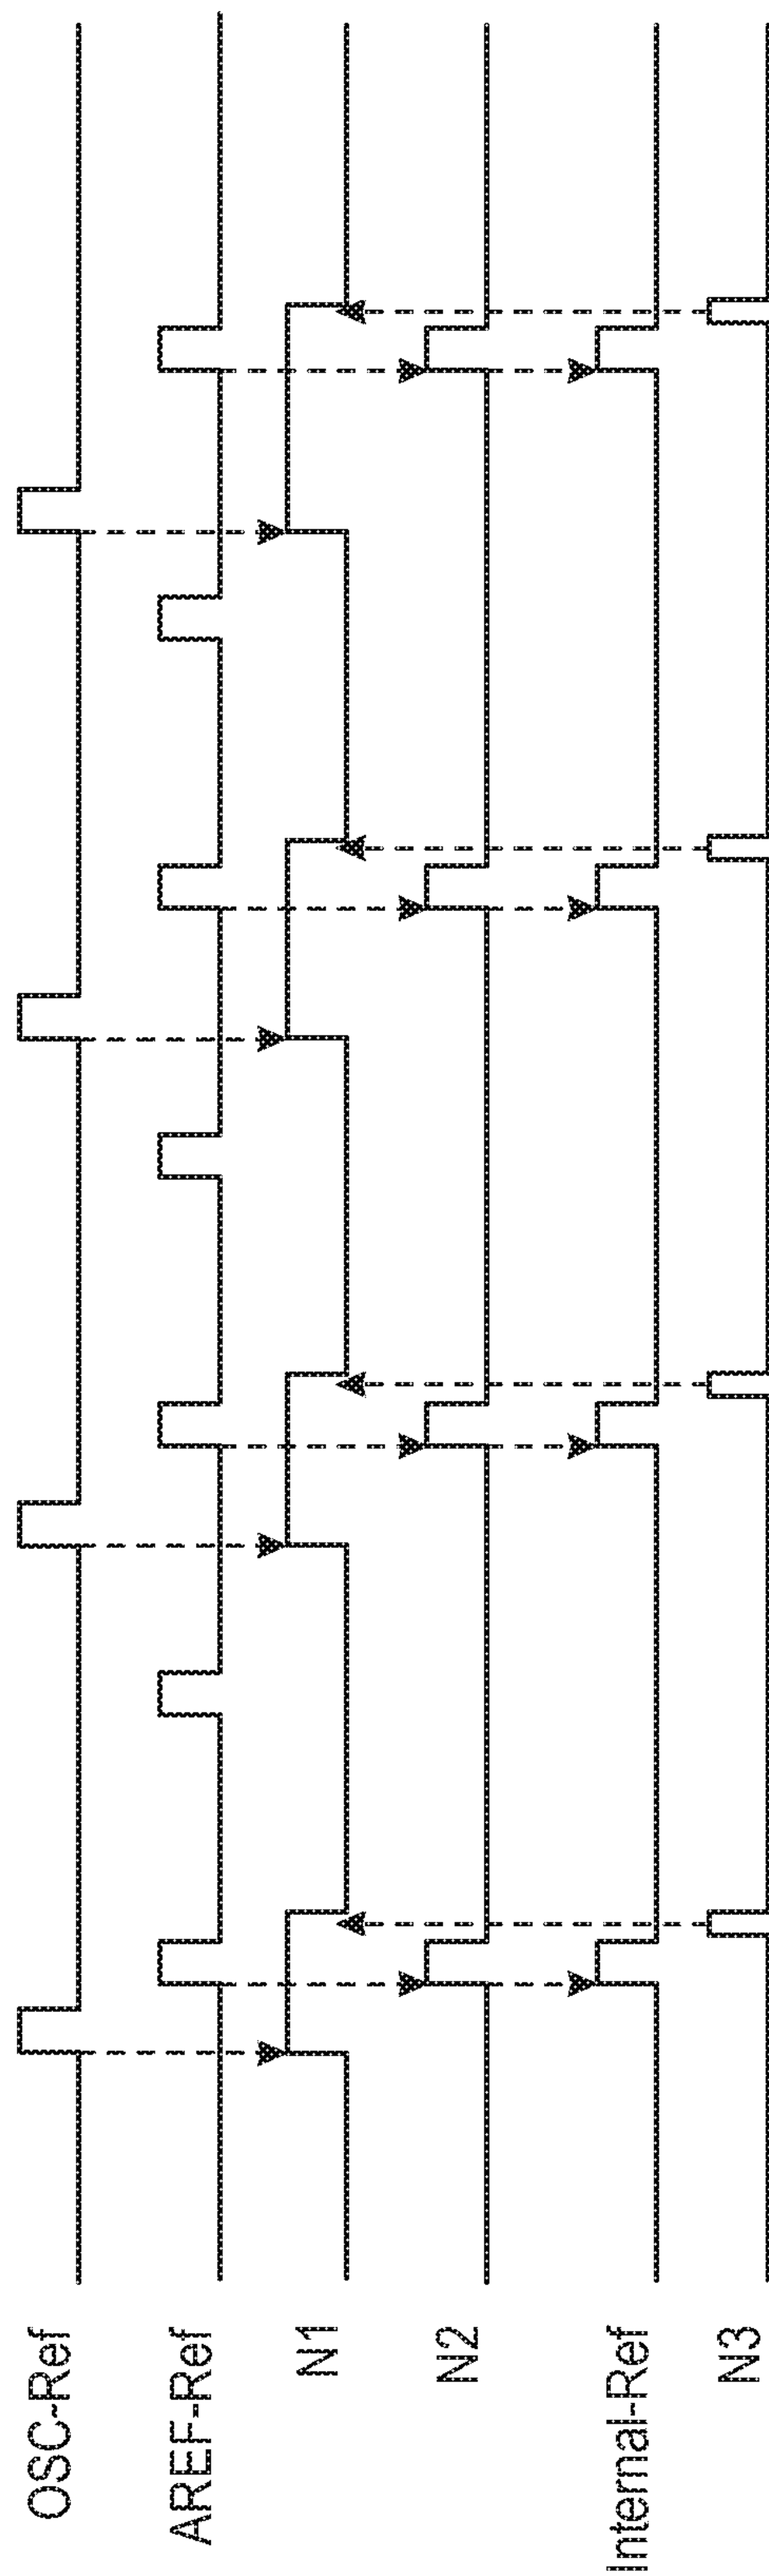 OSC-Ref
AREF-Ref
N1
N2
Internal-Ref
N3